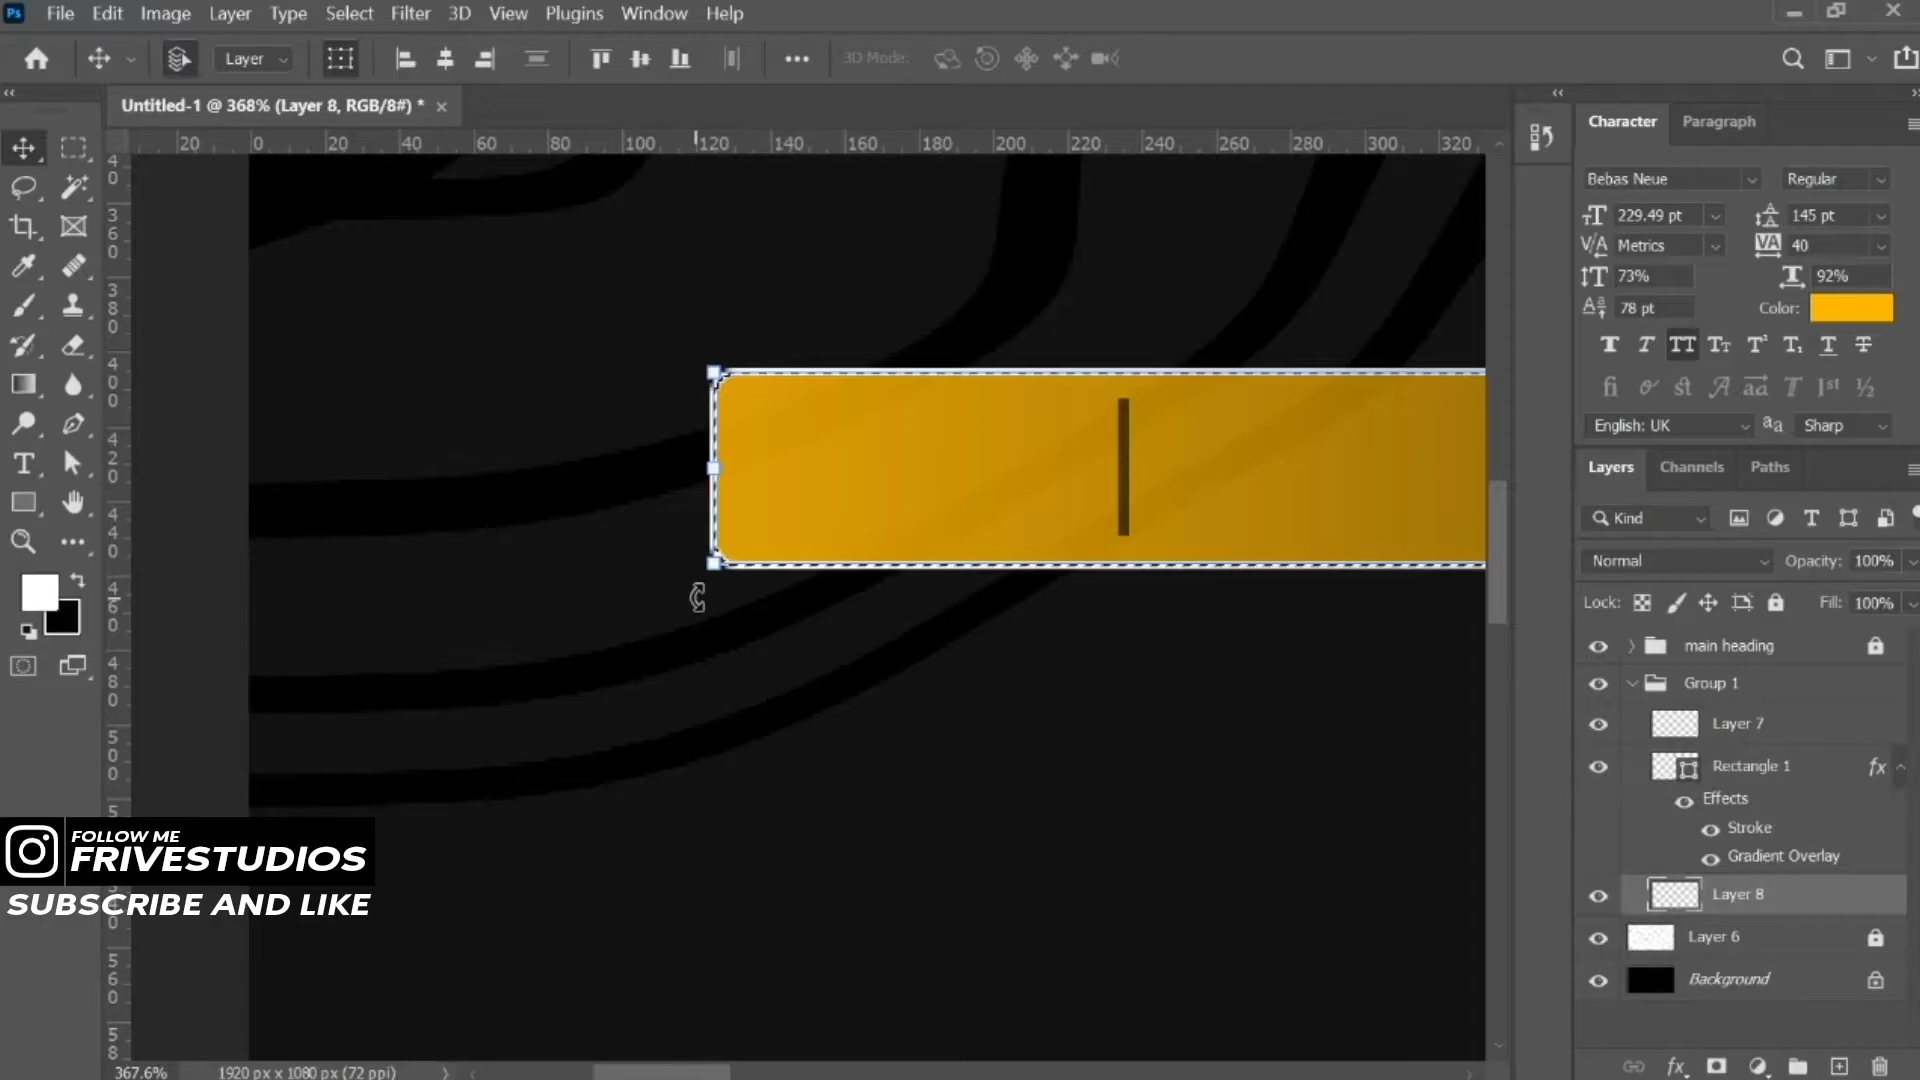 Ps File Edit Image Layer Type Select Filter 3D View Plugins Window Help
Layer 3D Mode:
Untitled-1 @ 368% (Layer 8, RGB/8#) *
20 0 20 40 60 80 100 120 140 160 180 200 220 240 260 280 300 320
Character Paragraph
Bebas Neue Regular
229.49 pt 145 pt
Metrics 40
73% 92%
78 pt Color:
English: UK Sharp
Layers Channels Paths
Kind
Normal Opacity: 100%
Lock: Fill: 100%
main heading
Group 1
Layer 7
Rectangle 1 fx
Effects
Stroke
Gradient Overlay
Layer 8
Layer 6
Background
FOLLOW ME
FRIVESTUDIOS
SUBSCRIBE AND LIKE
367.6% 1920 px x 1080 px (72 ppi)